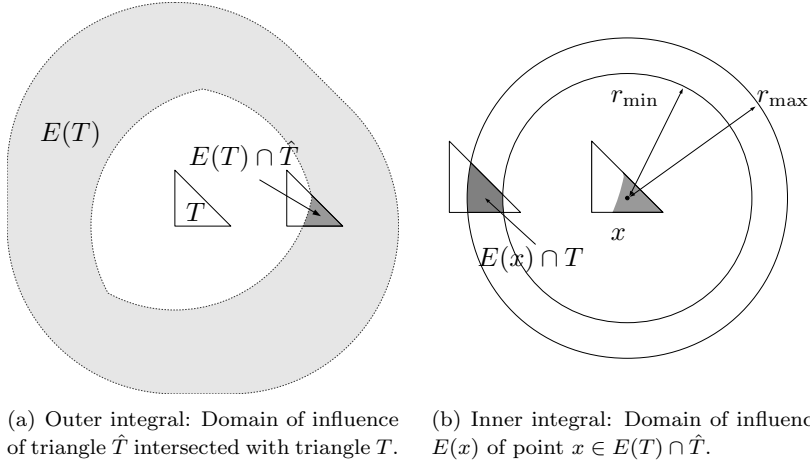 E(T)
E(T) ∩ T̂
T
r_min
r_max
x
E(x) ∩ T
(a) Outer integral: Domain of influence
of triangle T̂ intersected with triangle T.
(b) Inner integral: Domain of influenc
E(x) of point x ∈ E(T) ∩ T̂.